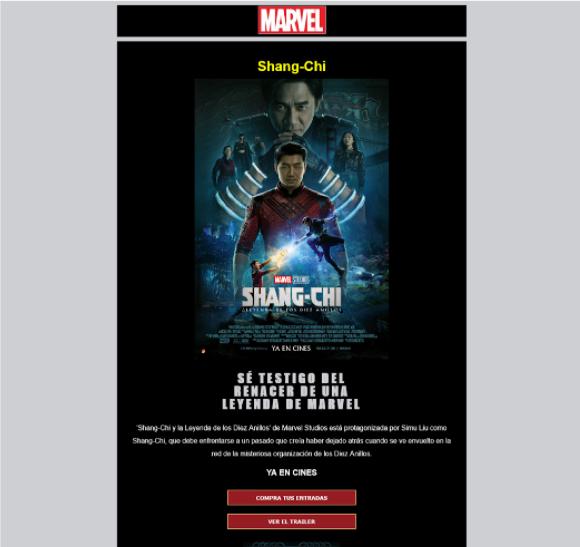 MARVEL
Shang-Chi
MARVEL STUDIOS
SHANG-CHI
LA LEYENDA DE LOS DIEZ ANILLOS
YA EN CINES
SÉ TESTIGO DEL
RENACER DE UNA
LEYENDA DE MARVEL
'Shang-Chi y la Leyenda de los Diez Anillos' de Marvel Studios está protagonizada por Simu Liu como
Shang-Chi, que debe enfrentarse a un pasado que creía haber dejado atrás cuando se ve envuelto en la
red de la misteriosa organización de los Diez Anillos.
YA EN CINES
COMPRA TUS ENTRADAS
VER EL TRAILER